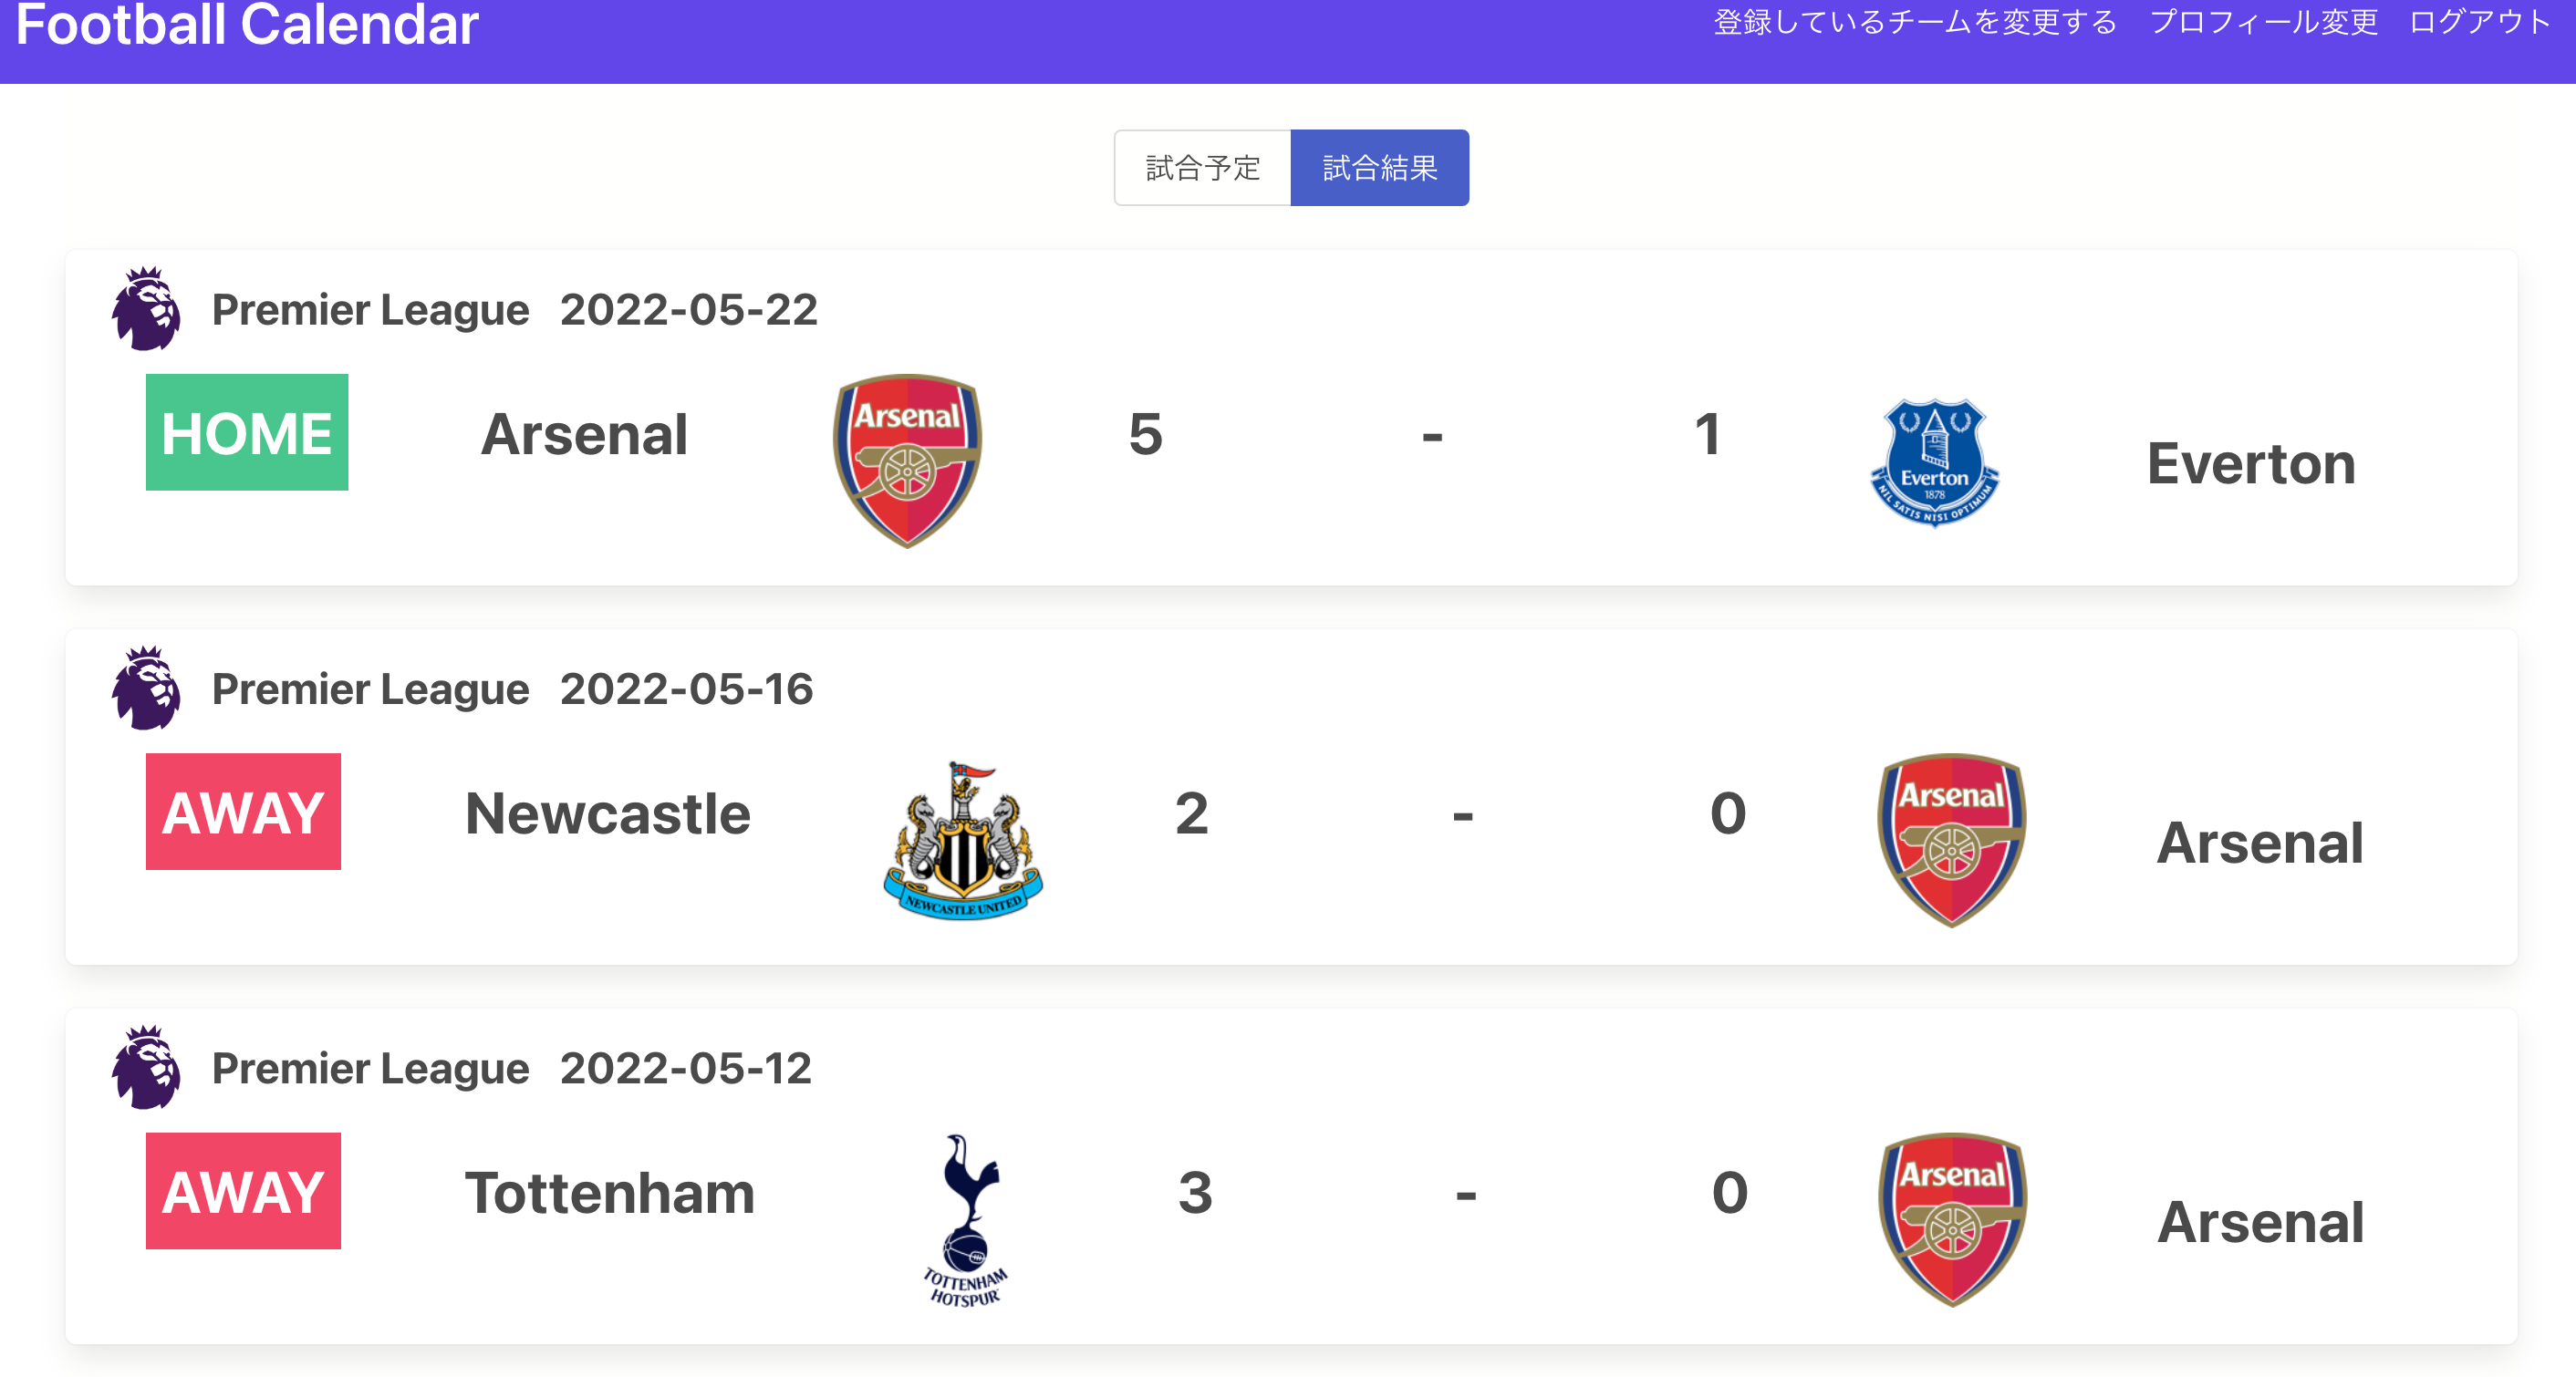 Football Calendar
登録しているチームを変更する プロフィール変更 ログアウト
試合予定 試合結果
Premier League 2022-05-22
HOME Arsenal Arsenal 5 - 1 Everton 1878 NIL SATIS NISI OPTIMUM Everton
Premier League 2022-05-16
AWAY Newcastle NEWCASTLE UNITED 2 - 0 Arsenal Arsenal
Premier League 2022-05-12
AWAY Tottenham TOTTENHAM HOTSPUR 3 - 0 Arsenal Arsenal